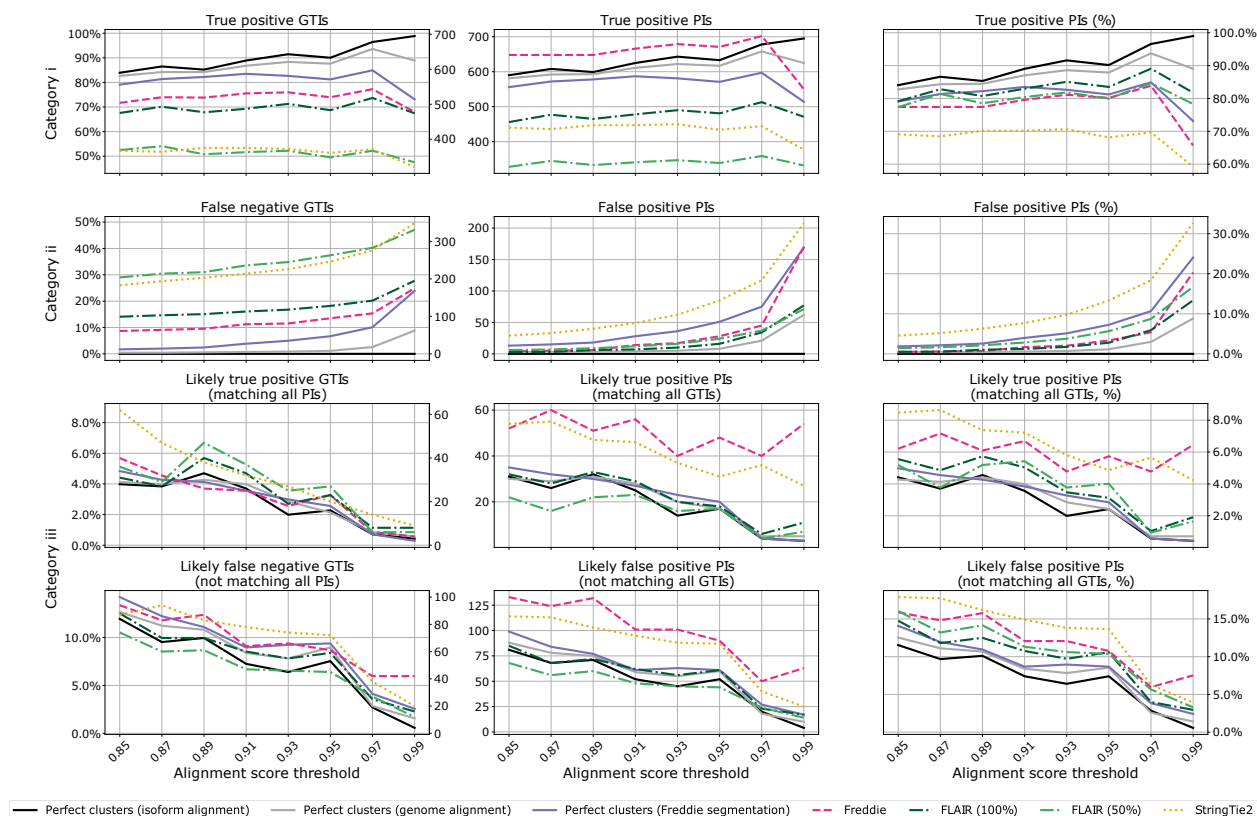 True positive GTIs
True positive PIs
True positive PIs (%)
100%
90%
80%
70%
60%
50%
700
600
500
400
700
600
500
400
100.0%
90.0%
80.0%
70.0%
60.0%
Category i
False negative GTIs
False positive PIs
False positive PIs (%)
50%
40%
30%
20%
10%
0%
300
200
100
0
200
150
100
50
0
30.0%
20.0%
10.0%
0.0%
Category ii
Likely true positive GTIs
(matching all PIs)
Likely true positive PIs
(matching all GTIs)
Likely true positive PIs
(matching all GTIs, %)
8.0%
6.0%
4.0%
2.0%
0.0%
60
40
20
0
60
40
20
8.0%
6.0%
4.0%
2.0%
Category iii
Likely false negative GTIs
(not matching all PIs)
Likely false positive PIs
(not matching all GTIs)
Likely false positive PIs
(not matching all GTIs, %)
10.0%
5.0%
0.0%
100
80
60
40
20
0
125
100
75
50
25
0
15.0%
10.0%
5.0%
0.0%
0.85 0.87 0.89 0.91 0.93 0.95 0.97 0.99
0.85 0.87 0.89 0.91 0.93 0.95 0.97 0.99
0.85 0.87 0.89 0.91 0.93 0.95 0.97 0.99
Alignment score threshold
Alignment score threshold
Alignment score threshold
Perfect clusters (isoform alignment)
Perfect clusters (genome alignment)
Perfect clusters (Freddie segmentation)
Freddie
FLAIR (100%)
FLAIR (50%)
StringTie2